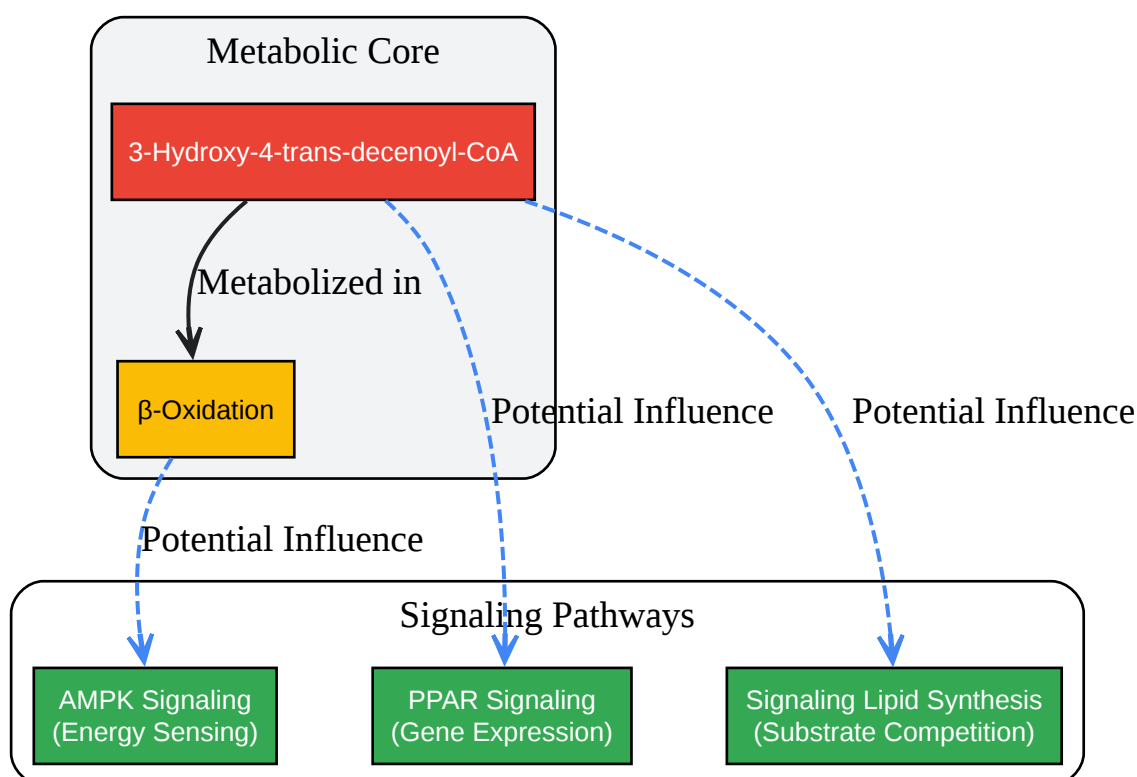 Metabolic Core
3-Hydroxy-4-trans-decenoyl-CoA
Metabolized in
β-Oxidation
Potential Influence
Potential Influence
Potential Influence
Signaling Pathways
AMPK Signaling
(Energy Sensing)
PPAR Signaling
(Gene Expression)
Signaling Lipid Synthesis
(Substrate Competition)